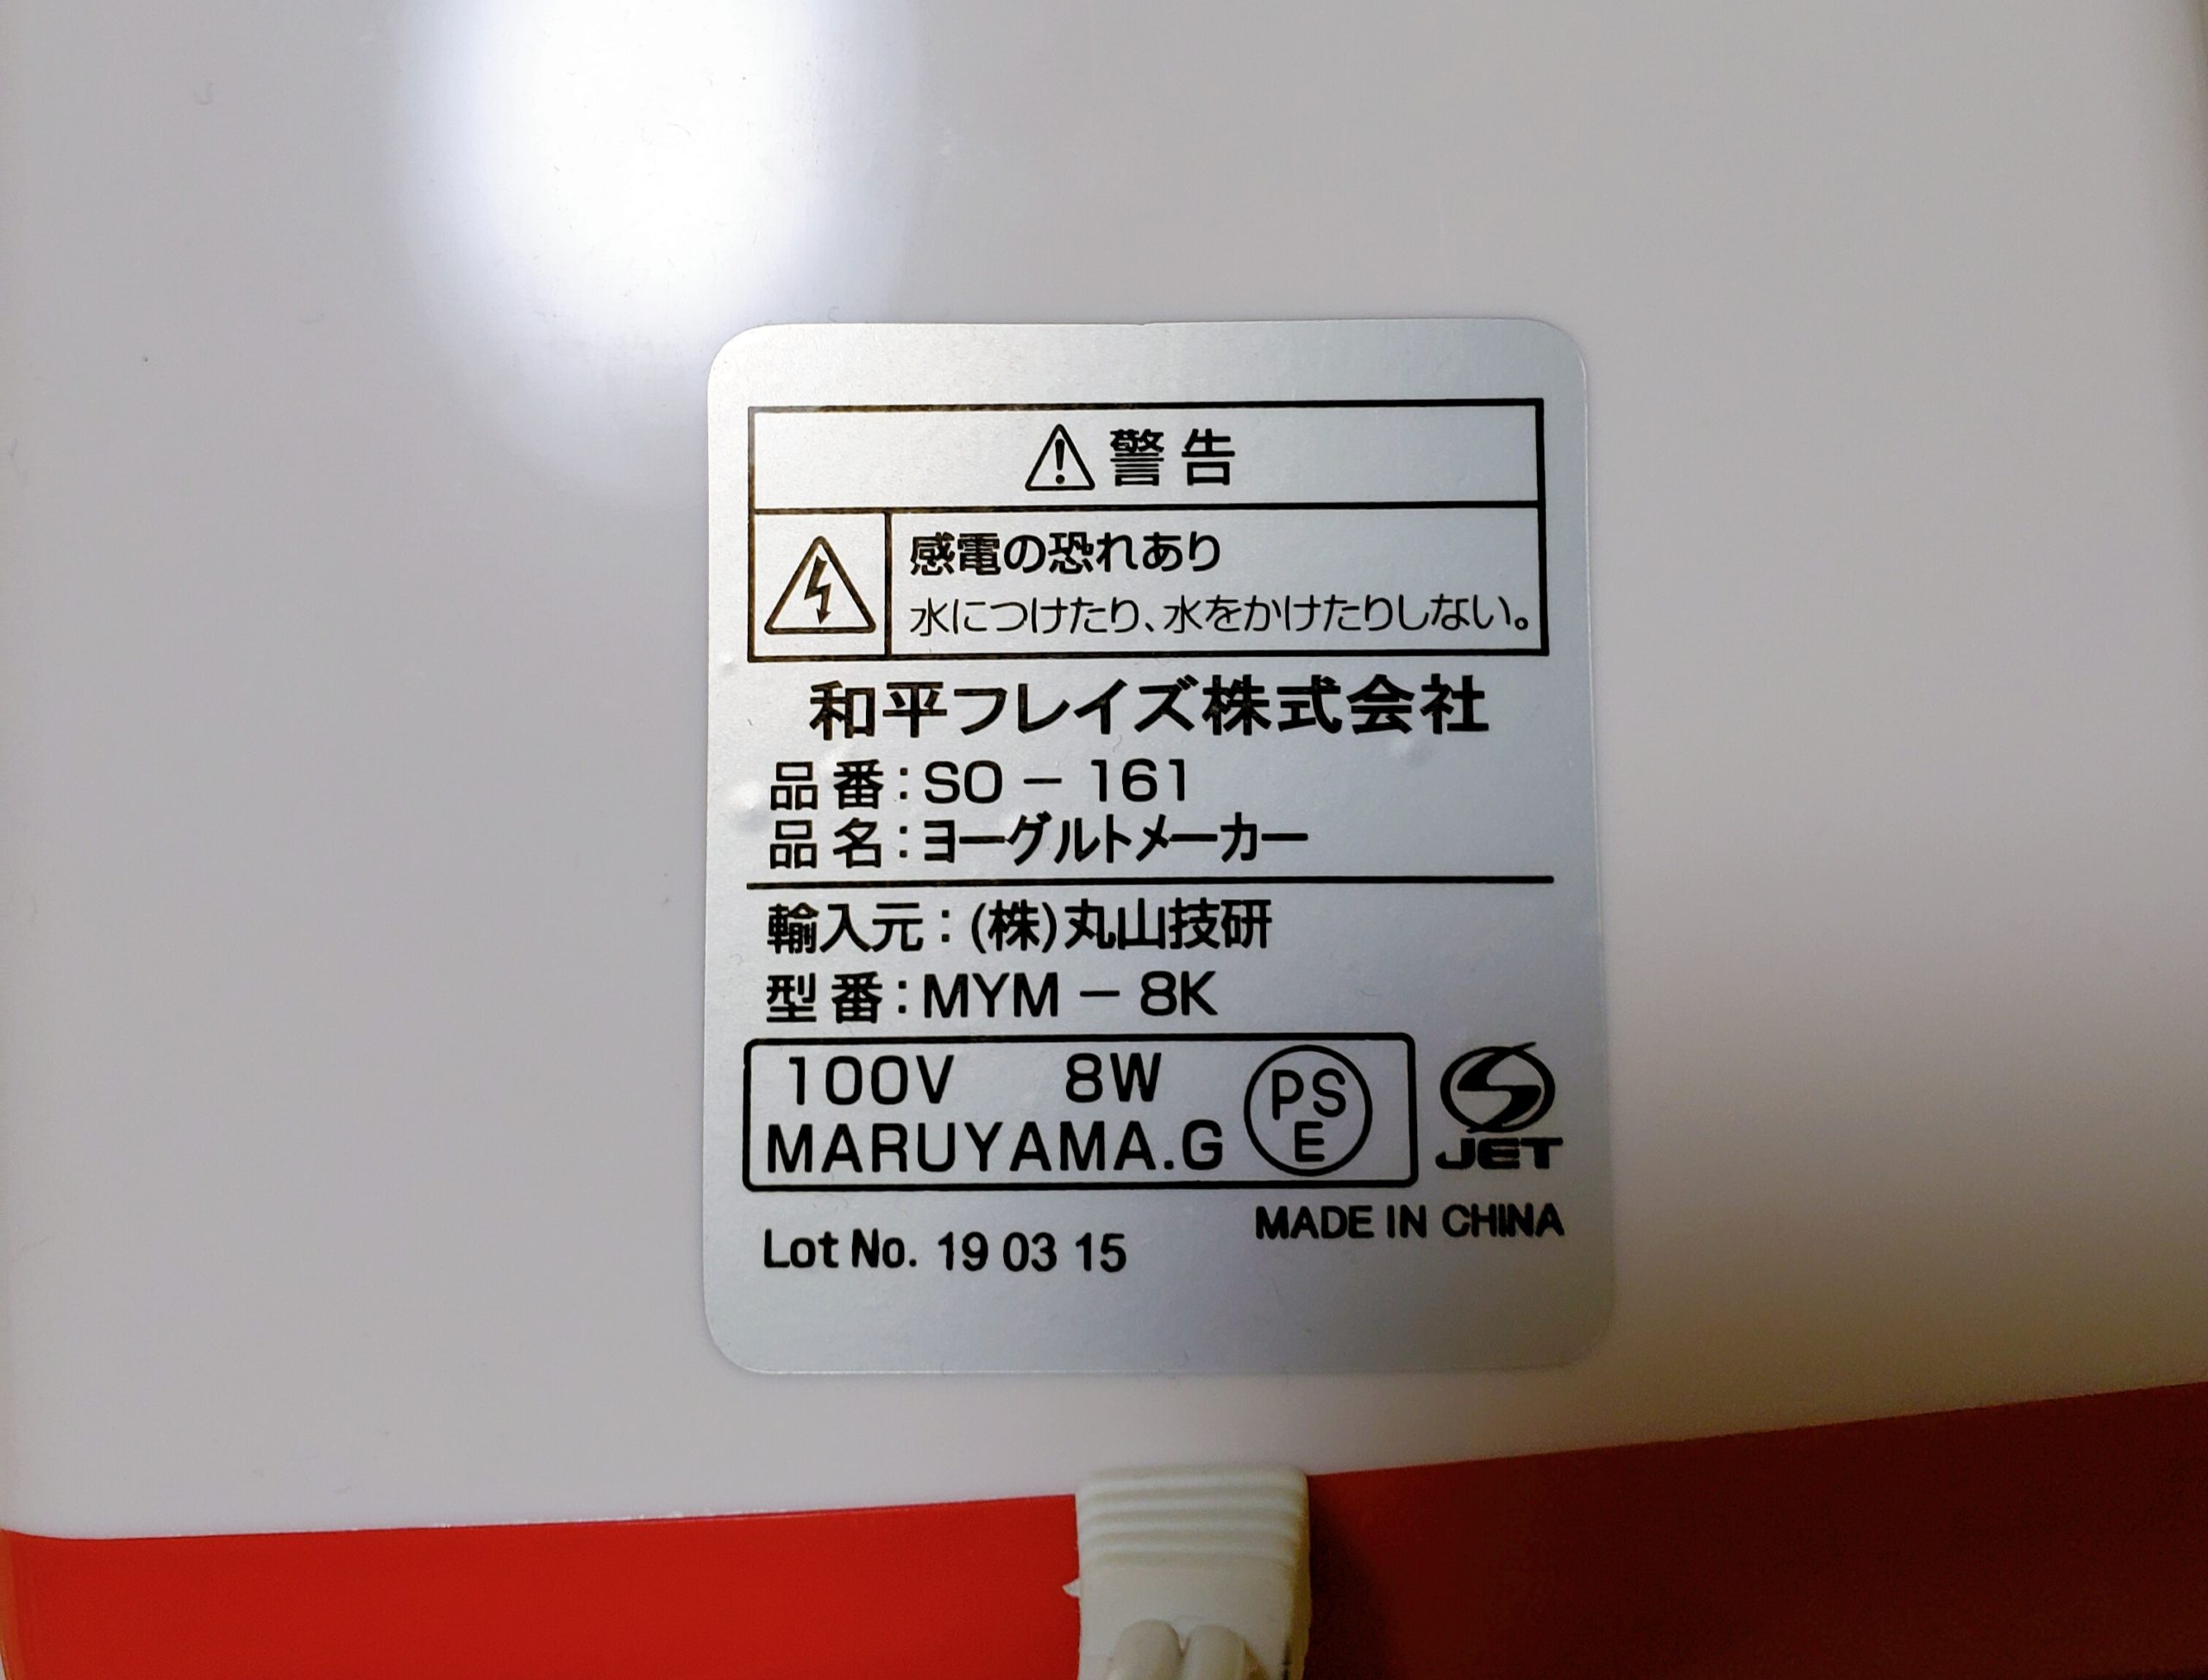 ⚠警告
感電の恐れあり
水につけたり、水をかけたりしない。
和平フレイズ株式会社
品番:SO－161
品名:ヨーグルトメーカー
輸入元:(株)丸山技研
型番:MYM－8K
100V 8W
MARUYAMA.G
PS
E
JET
MADE IN CHINA
Lot No. 19 03 15